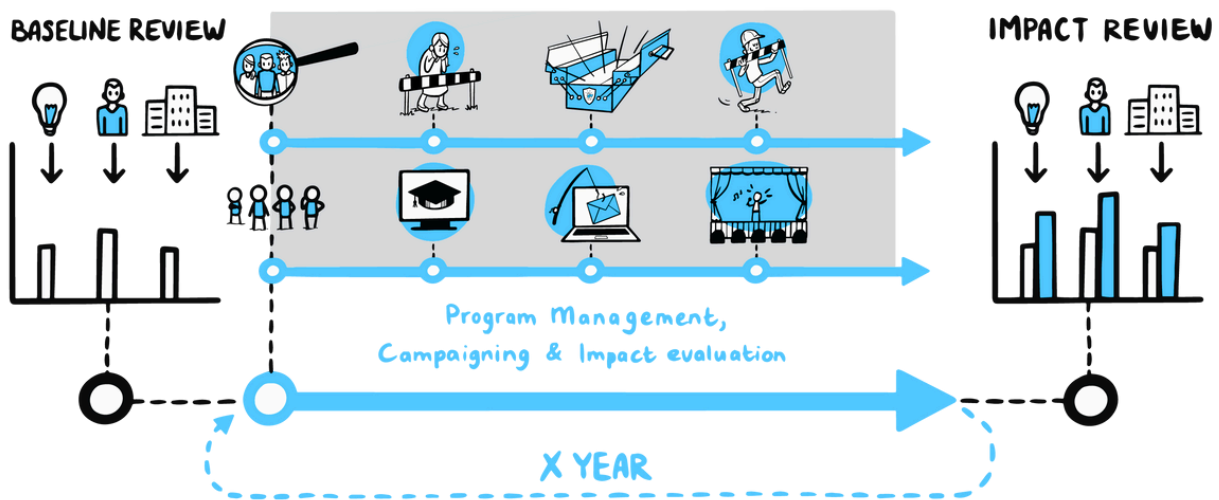 BASELINE REVIEW
IMPACT REVIEW
Program Management,
Campaigning & Impact evaluation
X YEAR